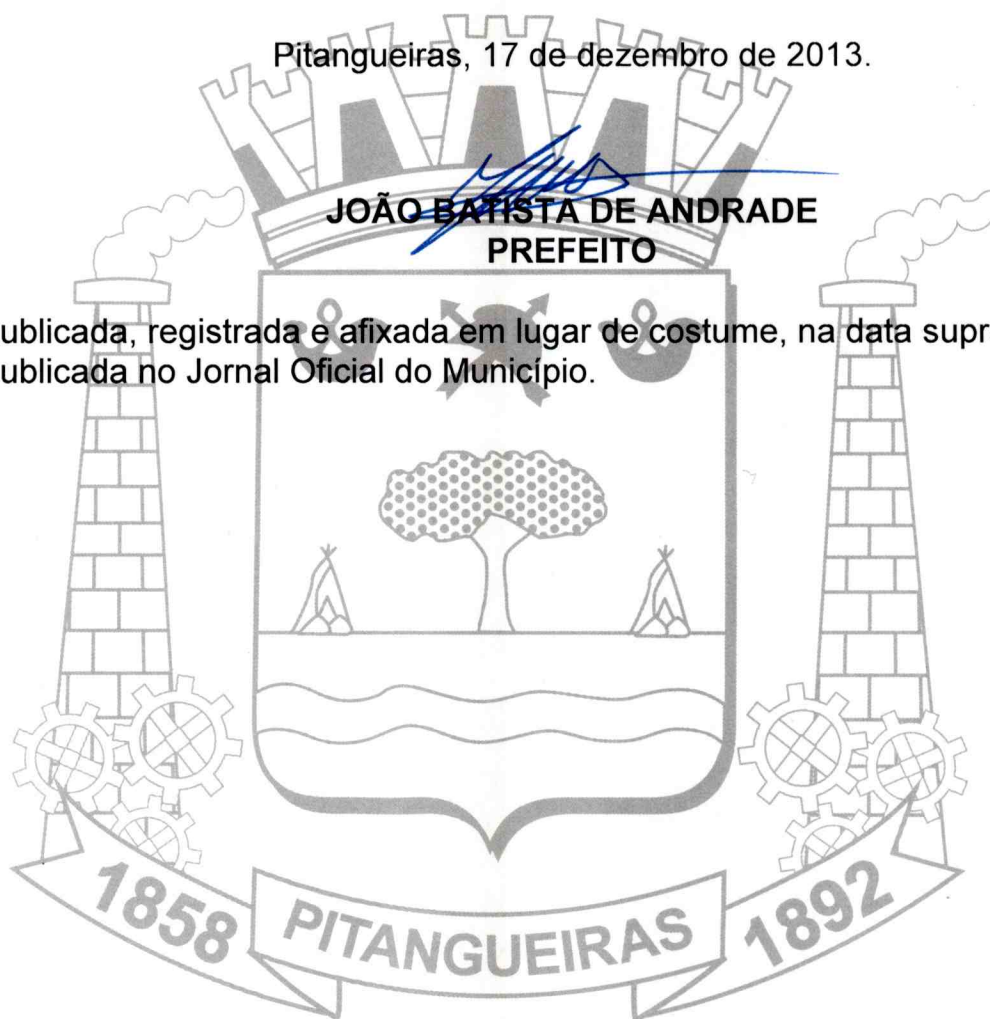 Pitangueiras, 17 de dezembro de 2013.
JOÃO BATISTA DE ANDRADE
PREFEITO
ublicada, registrada e afixada em lugar de costume, na data supr
ublicada no Jornal Oficial do Município.
1858 PITANGUEIRAS 1892